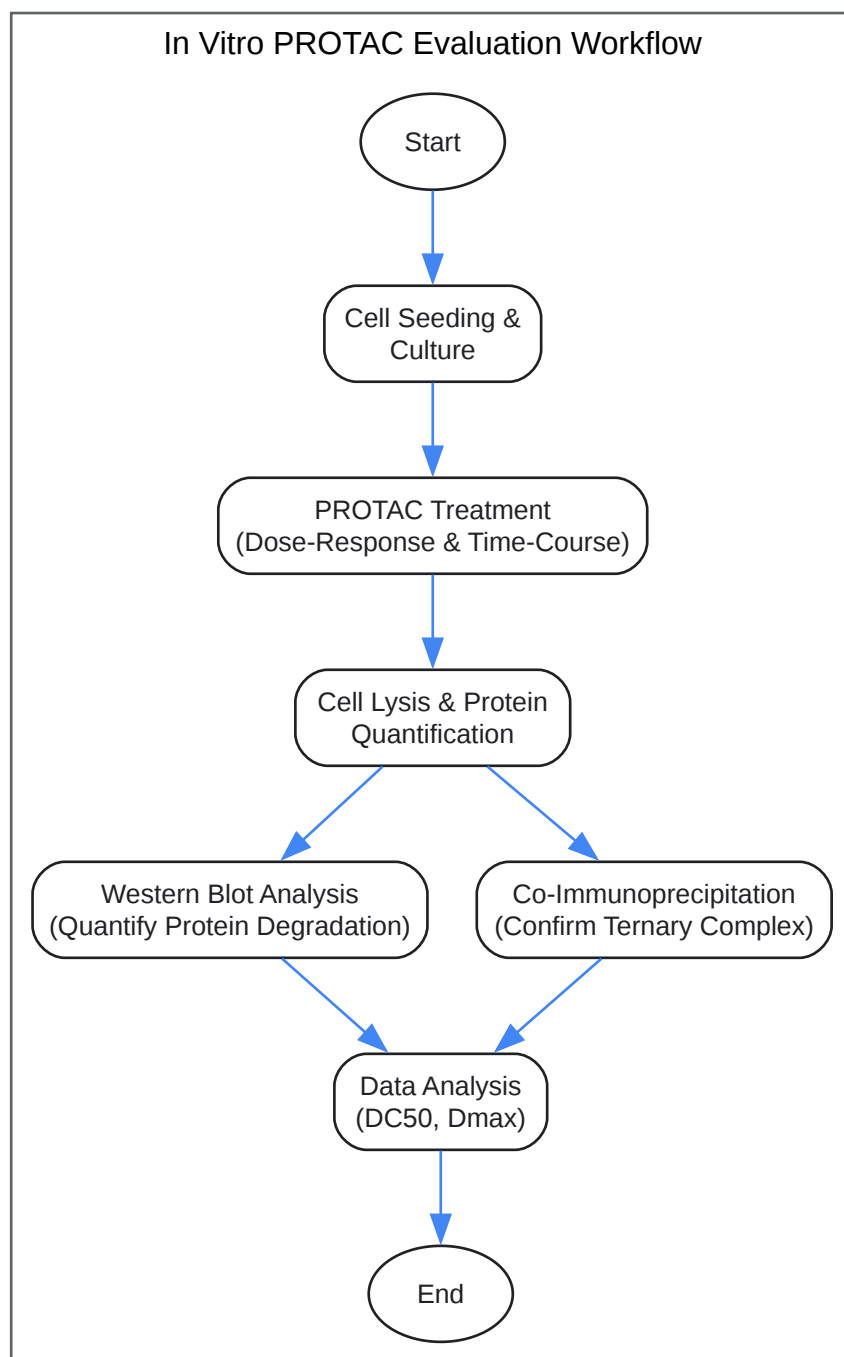 In Vitro PROTAC Evaluation Workflow
Start
Cell Seeding &
Culture
PROTAC Treatment
(Dose-Response & Time-Course)
Cell Lysis & Protein
Quantification
Western Blot Analysis
(Quantify Protein Degradation)
Co-Immunoprecipitation
(Confirm Ternary Complex)
Data Analysis
(DC50, Dmax)
End